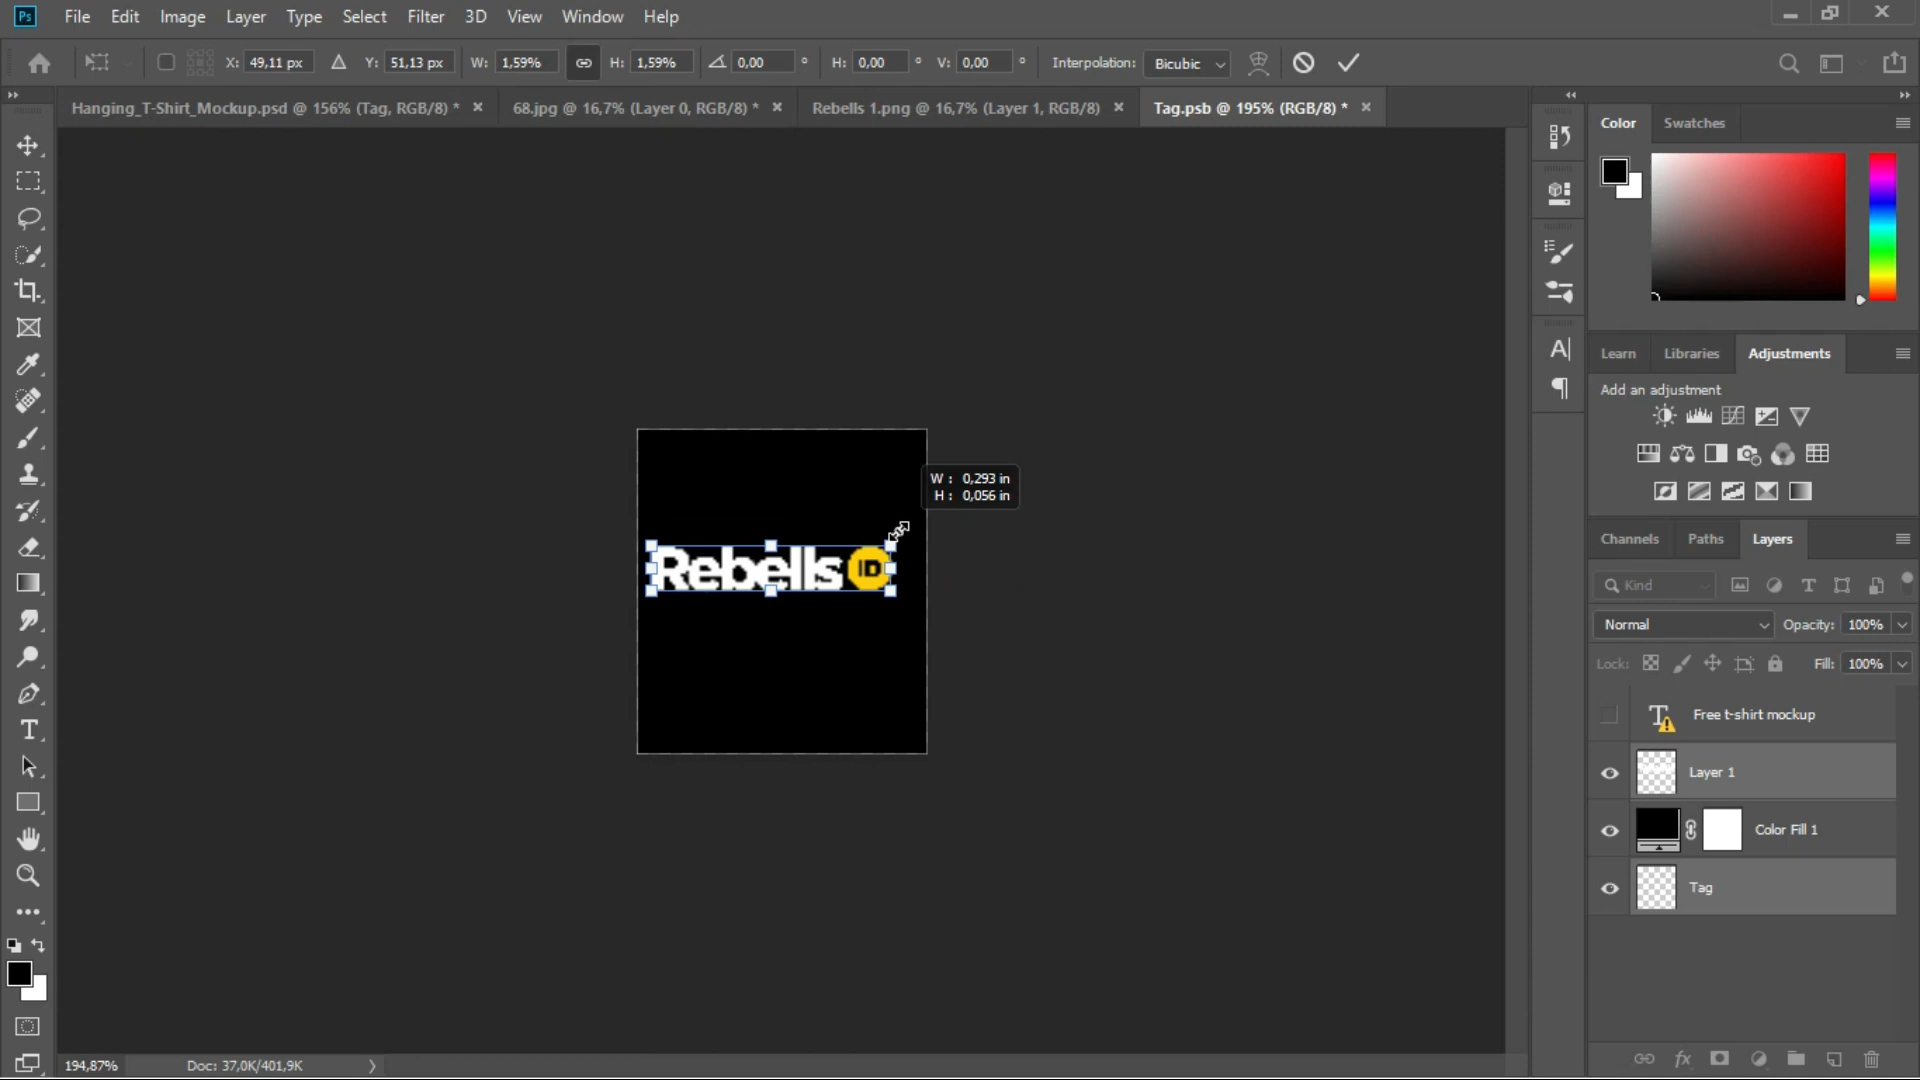 Ps File Edit Image Layer Type Select Filter 3D View Window Help
X: 49,11 px Y: 51,13 px W: 1,59% H: 1,59% 0,00 ° H: 0,00 ° V: 0,00 ° Interpolation: Bicubic
Hanging_T-Shirt_Mockup.psd @ 156% (Tag, RGB/8) * 68.jpg @ 16,7% (Layer 0, RGB/8) * Rebells 1.png @ 16,7% (Layer 1, RGB/8) Tag.psb @ 195% (RGB/8) *
Color Swatches
Learn Libraries Adjustments
Add an adjustment
W : 0,293 in
H : 0,056 in
Rebells ID
Channels Paths Layers
Kind
Normal Opacity: 100%
Lock: Fill: 100%
Free t-shirt mockup
Layer 1
Color Fill 1
Tag
194,87% Doc: 37,0K/401,9K